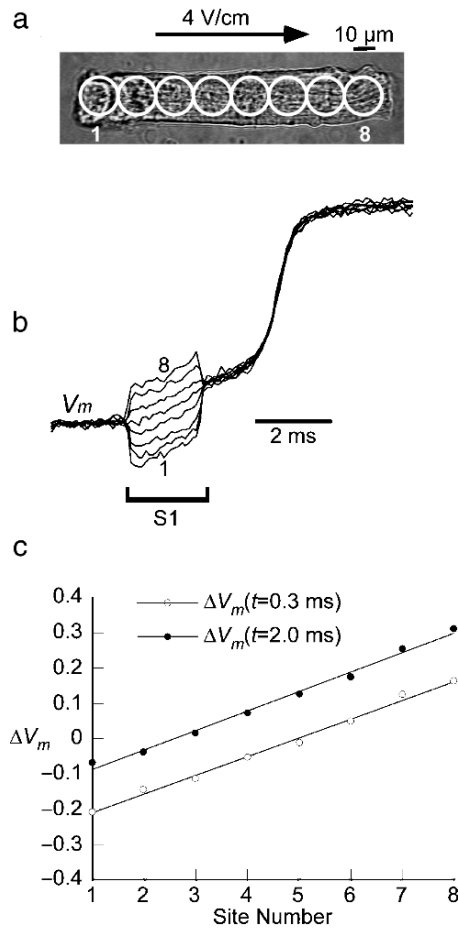 a
4 V/cm
10 µm
1
8
b
8
Vm
1
2 ms
S1
c
0.4
ΔVm(t=0.3 ms)
0.3
ΔVm(t=2.0 ms)
0.2
0.1
ΔVm
0
−0.1
−0.2
−0.3
−0.4
1 2 3 4 5 6 7 8
Site Number